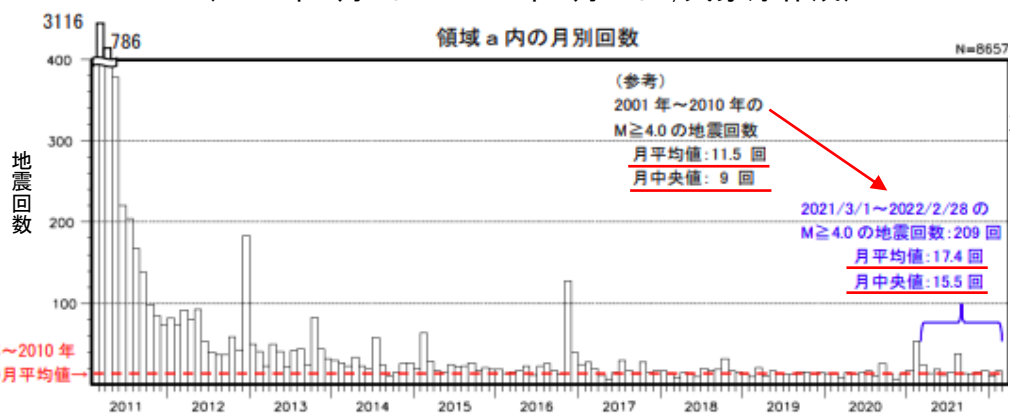 3116
786
領域 a 内の月別回数
N=8657
400
(参考)
2001 年～2010 年の
M≧4.0 の地震回数
月平均値:11.5 回
月中央値: 9 回
300
地震回数
2021/3/1～2022/2/28 の
M≧4.0 の地震回数:209 回
月平均値:17.4 回
月中央値:15.5 回
200
100
～2010 年
月平均値→
2011 2012 2013 2014 2015 2016 2017 2018 2019 2020 2021